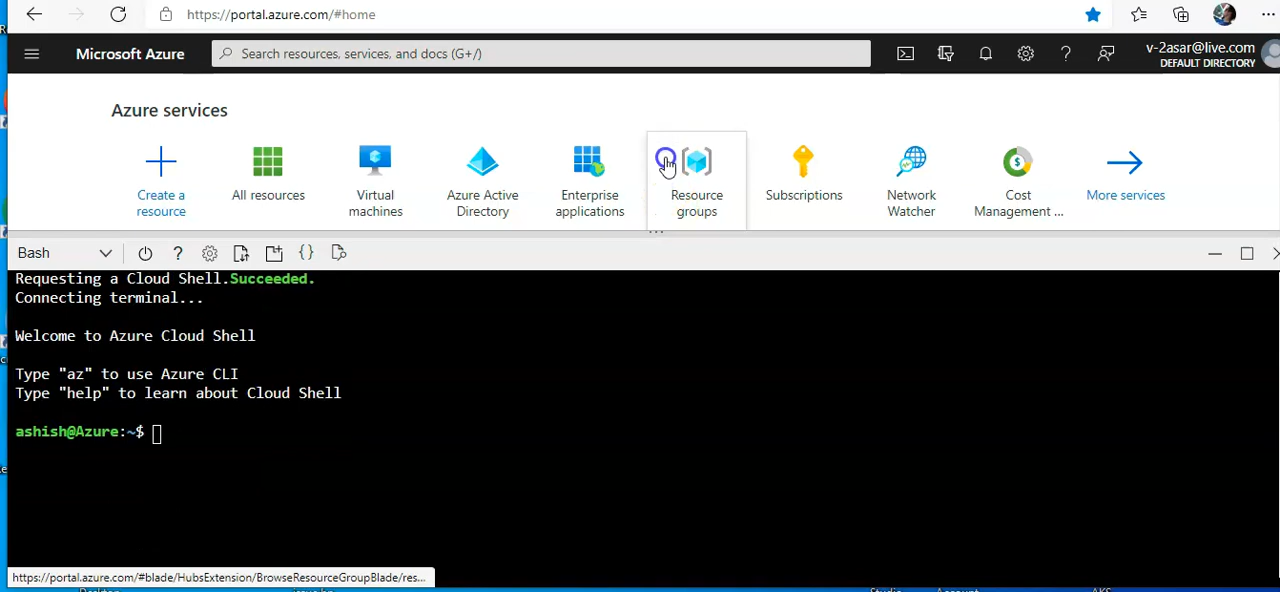 https://portal.azure.com/#home
Microsoft Azure
Search resources, services, and docs (G+/)
v-2asar@live.com
DEFAULT DIRECTORY
Azure services
Create a
resource
All resources
Virtual
machines
Azure Active
Directory
Enterprise
applications
Resource
groups
Subscriptions
Network
Watcher
Cost
Management ...
More services
Bash
Requesting a Cloud Shell.Succeeded.
Connecting terminal...
Welcome to Azure Cloud Shell
Type "az" to use Azure CLI
Type "help" to learn about Cloud Shell
ashish@Azure:~$
https://portal.azure.com/#blade/HubsExtension/BrowseResourceGroupBlade/res...